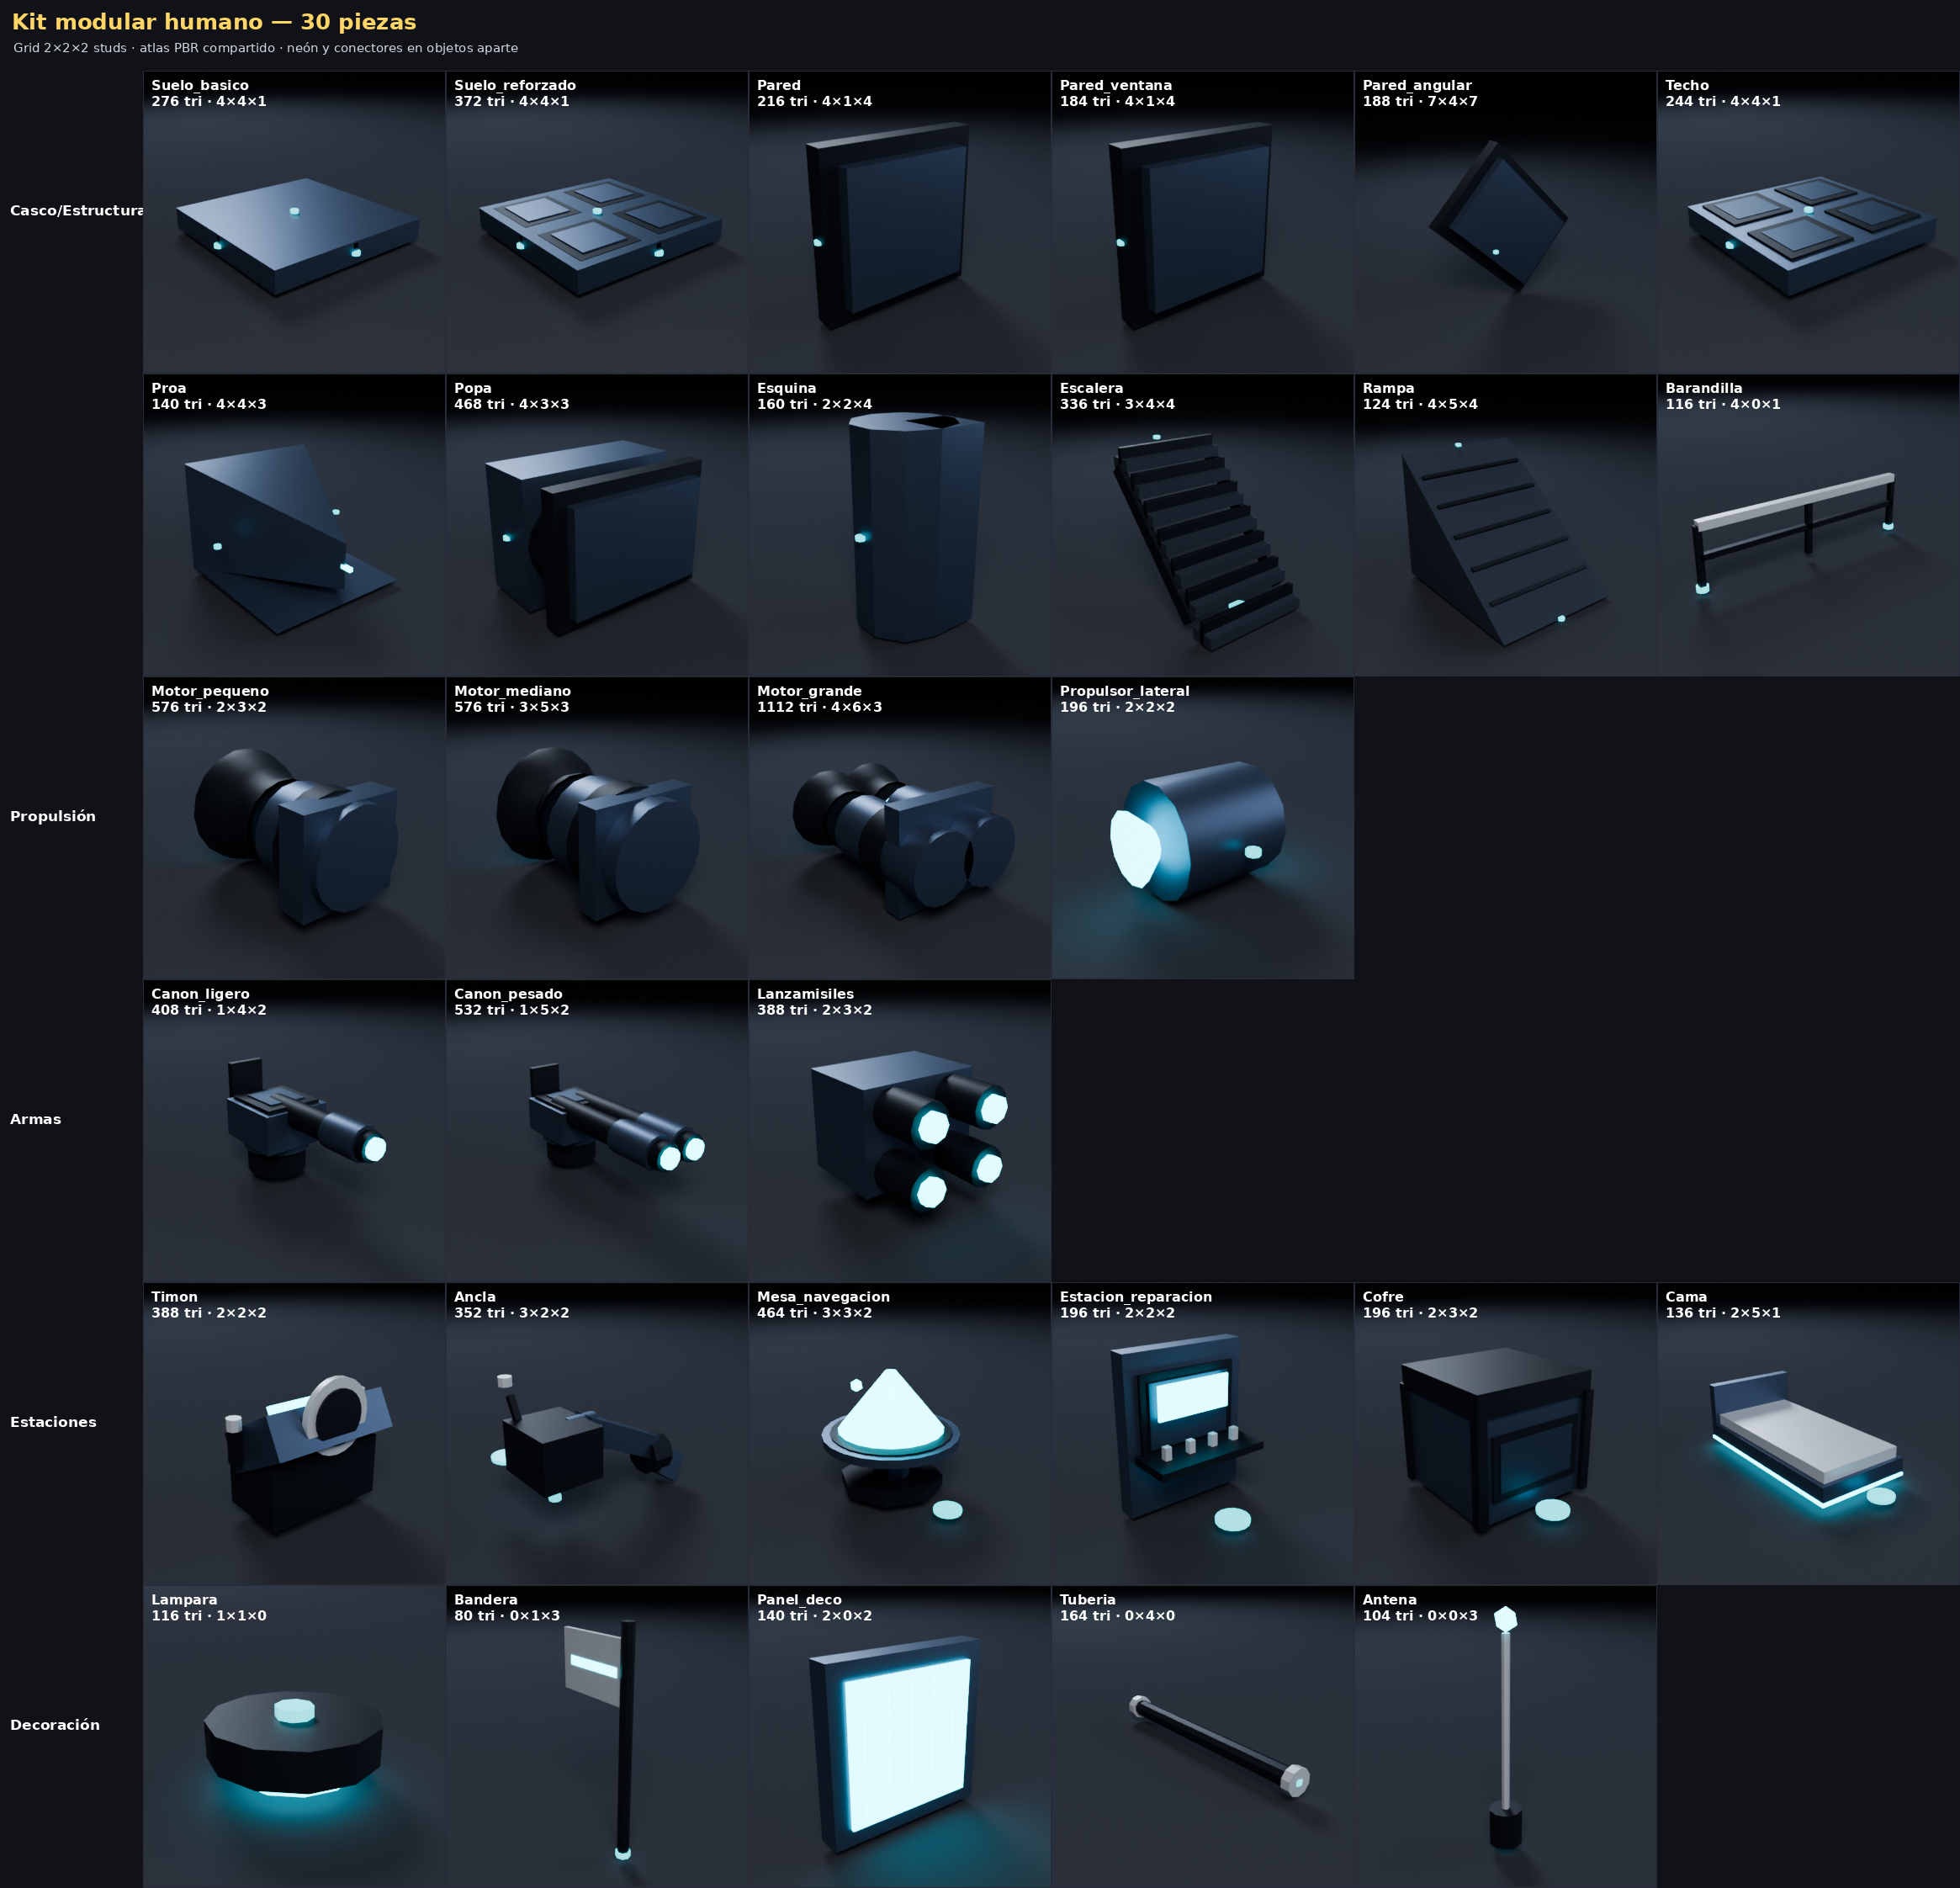 Kit modular humano — 30 piezas
Grid 2×2×2 studs · atlas PBR compartido · neón y conectores en objetos aparte
Casco/Estructura
Suelo_basico
276 tri · 4×4×1
Suelo_reforzado
372 tri · 4×4×1
Pared
216 tri · 4×1×4
Pared_ventana
184 tri · 4×1×4
Pared_angular
188 tri · 7×4×7
Techo
244 tri · 4×4×1
Proa
140 tri · 4×4×3
Popa
468 tri · 4×3×3
Esquina
160 tri · 2×2×4
Escalera
336 tri · 3×4×4
Rampa
124 tri · 4×5×4
Barandilla
116 tri · 4×0×1
Propulsión
Motor_pequeno
576 tri · 2×3×2
Motor_mediano
576 tri · 3×5×3
Motor_grande
1112 tri · 4×6×3
Propulsor_lateral
196 tri · 2×2×2
Armas
Canon_ligero
408 tri · 1×4×2
Canon_pesado
532 tri · 1×5×2
Lanzamisiles
388 tri · 2×3×2
Estaciones
Timon
388 tri · 2×2×2
Ancla
352 tri · 3×2×2
Mesa_navegacion
464 tri · 3×3×2
Estacion_reparacion
196 tri · 2×2×2
Cofre
196 tri · 2×3×2
Cama
136 tri · 2×5×1
Decoración
Lampara
116 tri · 1×1×0
Bandera
80 tri · 0×1×3
Panel_deco
140 tri · 2×0×2
Tuberia
164 tri · 0×4×0
Antena
104 tri · 0×0×3